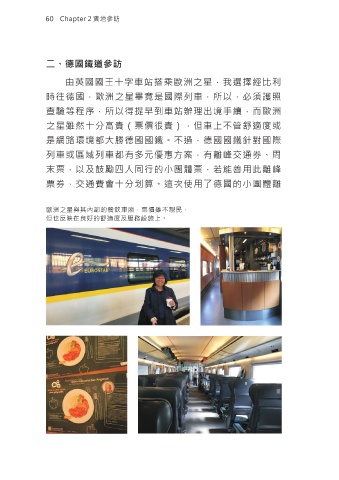 60 Chapter 2 實地參訪
二、德國鐵道參訪
由英國國王十字車站搭乘歐洲之星，我選擇經比利
時往德國，歐洲之星畢竟是國際列車，所以，必須護照
查驗等程序，所以得提早到車站辦理出境手續，而歐洲
之星雖然十分高貴（票價很貴），但車上不管舒適度或
是網路環境都大勝德國國鐵。不過，德國國鐵針對國際
列車或區域列車都有多元優惠方案，有離峰交通券、周
末票，以及鼓勵四人同行的小團體票，若能善用此離峰
票券，交通費會十分划算。這次使用了德國的小團體離
歐洲之星與其內部的餐飲車廂，票價雖不親民，
但也反映在良好的舒適度及服務設施上。
EUROSTAR